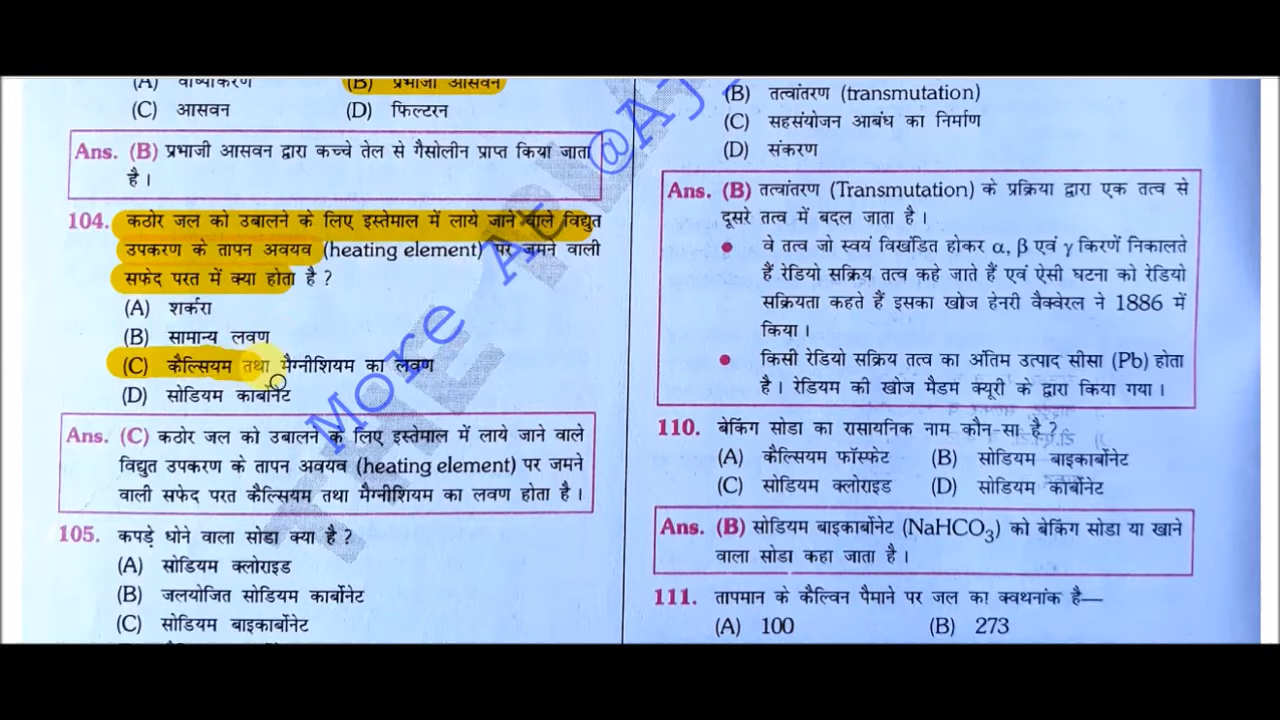 (A) वाष्पीकरण (B) प्रभाजी आसवन
(C) आसवन (D) फिल्टरन
Ans. (B) प्रभाजी आसवन द्वारा कच्चे तेल से गैसोलीन प्राप्त किया जाता
है।
104. कठोर जल को उबालने के लिए इस्तेमाल में लाये जाने वाले विद्युत
उपकरण के तापन अवयव (heating element) पर जमने वाली
सफेद परत में क्या होता है ?
(A) शर्करा
(B) सामान्य लवण
(C) कैल्सियम तथा मैग्नीशियम का लवण
(D) सोडियम कार्बोनेट
Ans. (C) कठोर जल को उबालने के लिए इस्तेमाल में लाये जाने वाले
विद्युत उपकरण के तापन अवयव (heating element) पर जमने
वाली सफेद परत कैल्सियम तथा मैग्नीशियम का लवण होता है।
105. कपड़े धोने वाला सोडा क्या है ?
(A) सोडियम क्लोराइड
(B) जलयोजित सोडियम कार्बोनेट
(C) सोडियम बाइकार्बोनेट
(B) तत्वांतरण (transmutation)
(C) सहसंयोजन आबंध का निर्माण
(D) संकरण
Ans. (B) तत्वांतरण (Transmutation) के प्रक्रिया द्वारा एक तत्व से
दूसरे तत्व में बदल जाता है।
● वे तत्व जो स्वयं विखंडित होकर α, β एवं γ किरणें निकालते
हैं रेडियो सक्रिय तत्व कहे जाते हैं एवं ऐसी घटना को रेडियो
सक्रियता कहते हैं इसका खोज हेनरी वैक्वेरल ने 1886 में
किया।
● किसी रेडियो सक्रिय तत्व का अंतिम उत्पाद सीसा (Pb) होता
है। रेडियम की खोज मैडम क्यूरी के द्वारा किया गया।
110. बेकिंग सोडा का रासायनिक नाम कौन-सा है ?
(A) कैल्सियम फॉस्फेट (B) सोडियम बाइकार्बोनेट
(C) सोडियम क्लोराइड (D) सोडियम कार्बोनेट
Ans. (B) सोडियम बाइकार्बोनेट (NaHCO₃) को बेकिंग सोडा या खाने
वाला सोडा कहा जाता है।
111. तापमान के कैल्विन पैमाने पर जल का क्वथनांक है—
(A) 100 (B) 273
More